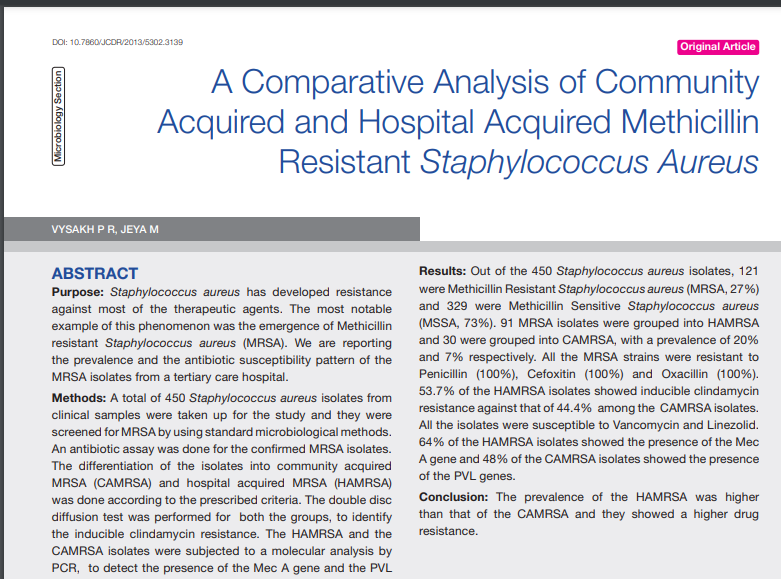 DOI: 10.7860/JCDR/2013/5302.3139
Original Article
Microbiology Section
A Comparative Analysis of Community
Acquired and Hospital Acquired Methicillin
Resistant Staphylococcus Aureus
VYSAKH P R, JEYA M
ABSTRACT
Purpose: Staphylococcus aureus has developed resistance
against most of the therapeutic agents. The most notable
example of this phenomenon was the emergence of Methicillin
resistant Staphylococcus aureus (MRSA). We are reporting
the prevalence and the antibiotic susceptibility pattern of the
MRSA isolates from a tertiary care hospital.
Methods: A total of 450 Staphylococcus aureus isolates from
clinical samples were taken up for the study and they were
screened for MRSA by using standard microbiological methods.
An antibiotic assay was done for the confirmed MRSA isolates.
The differentiation of the isolates into community acquired
MRSA (CAMRSA) and hospital acquired MRSA (HAMRSA)
was done according to the prescribed criteria. The double disc
diffusion test was performed for both the groups, to identify
the inducible clindamycin resistance. The HAMRSA and the
CAMRSA isolates were subjected to a molecular analysis by
PCR, to detect the presence of the Mec A gene and the PVL
Results: Out of the 450 Staphylococcus aureus isolates, 121
were Methicillin Resistant Staphylococcus aureus (MRSA, 27%)
and 329 were Methicillin Sensitive Staphylococcus aureus
(MSSA, 73%). 91 MRSA isolates were grouped into HAMRSA
and 30 were grouped into CAMRSA, with a prevalence of 20%
and 7% respectively. All the MRSA strains were resistant to
Penicillin (100%), Cefoxitin (100%) and Oxacillin (100%).
53.7% of the HAMRSA isolates showed inducible clindamycin
resistance against that of 44.4% among the CAMRSA isolates.
All the isolates were susceptible to Vancomycin and Linezolid.
64% of the HAMRSA isolates showed the presence of the Mec
A gene and 48% of the CAMRSA isolates showed the presence
of the PVL genes.
Conclusion: The prevalence of the HAMRSA was higher
than that of the CAMRSA and they showed a higher drug
resistance.